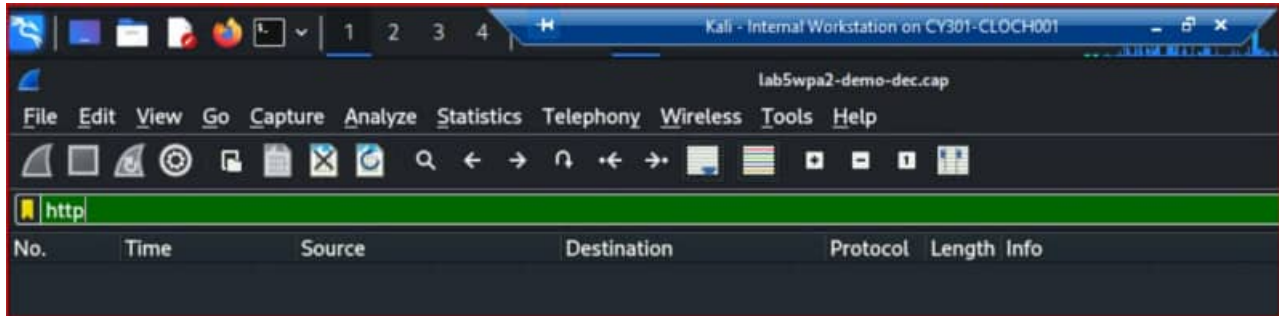 1 2 3 4 Kali - Internal Workstation on CY301-CLOCH001
lab5wpa2-demo-dec.cap
File Edit View Go Capture Analyze Statistics Telephony Wireless Tools Help
http
No. Time Source Destination Protocol Length Info